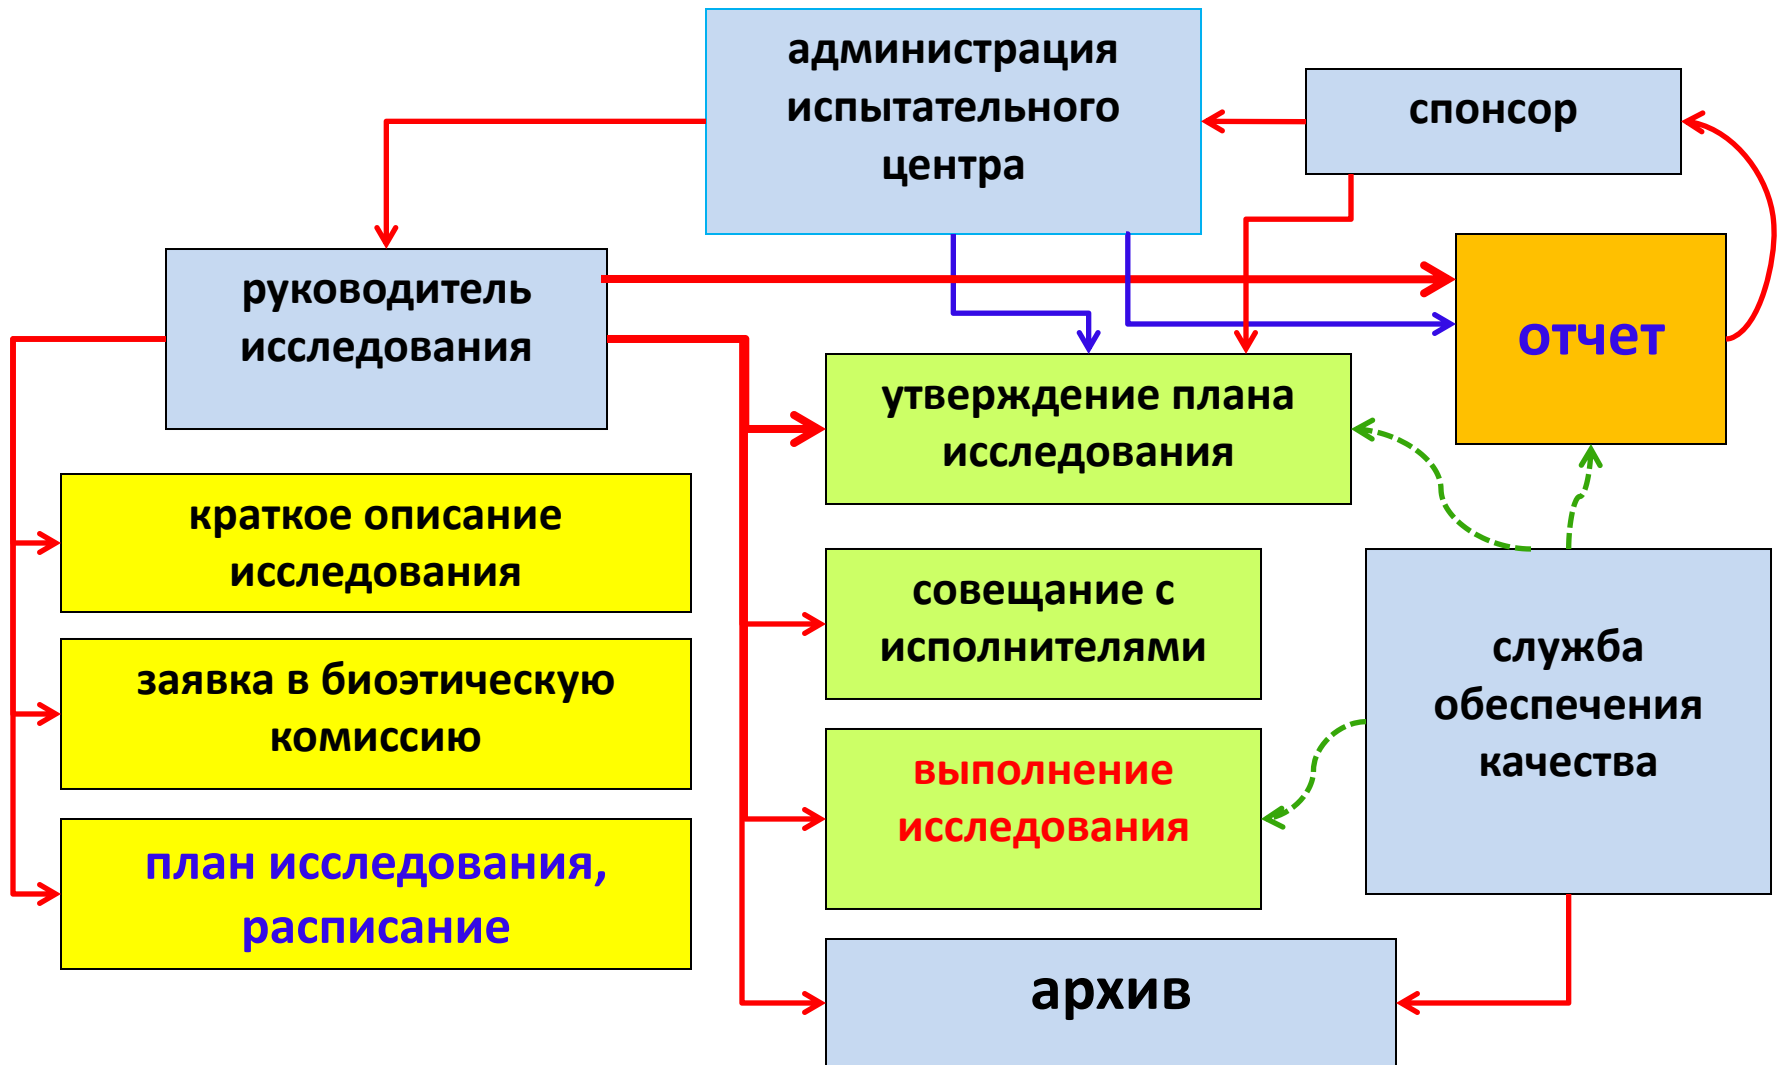 администрация
испытательного
центра
спонсор
руководитель
исследования
отчет
утверждение плана
исследования
краткое описание
исследования
совещание с
исполнителями
служба
обеспечения
качества
заявка в биоэтическую
комиссию
выполнение
исследования
план исследования,
расписание
архив